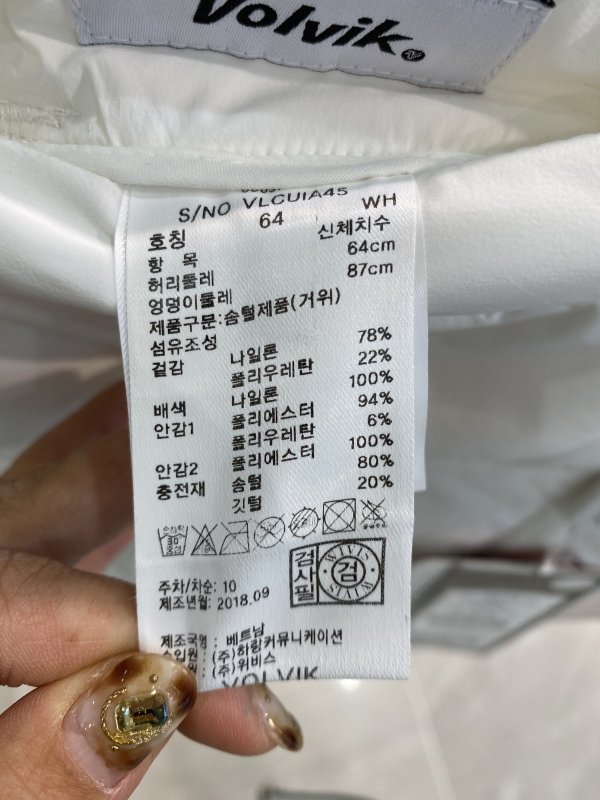 Volvik.
S/NO VLCUIA45 WH
호칭 64
항 목 신체치수
허리둘레 64cm
엉덩이둘레 87cm
제품구분:솜털제품(거위)
섬유조성
겉감 나일론 78%
폴리우레탄 22%
배색 나일론 100%
안감1 폴리에스터 94%
폴리우레탄 6%
안감2 폴리에스터 100%
충전재 솜털 80%
깃털 20%
검사필 WIVIS 검 WIVIS
주차/차순: 10
제조년월: 2018.09
제조국명 : 베트남
수입원 : (주)하림커뮤니케이션
(주)위비스
VOLVIK